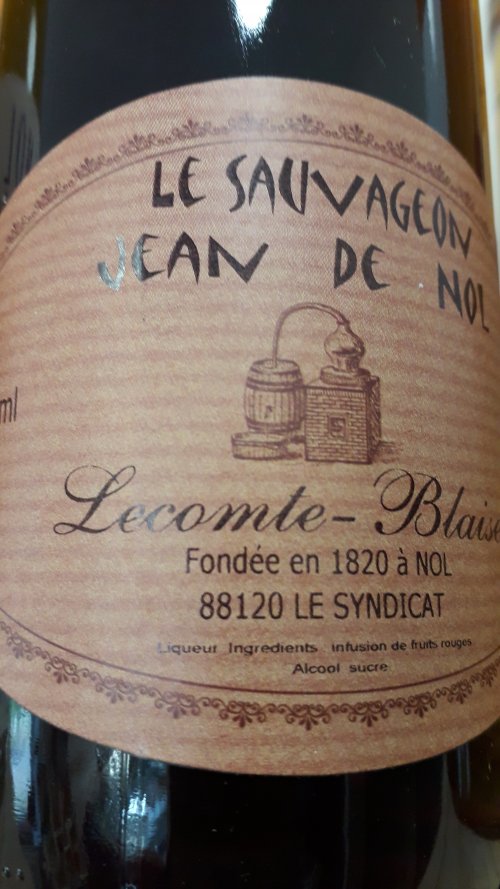 LE SAUVAGEON
JEAN DE NOL
ml
Lecomte-Blaise
Fondée en 1820 à NOL
88120 LE SYNDICAT
Liqueur Ingredients infusion de fruits rouges
Alcool sucre